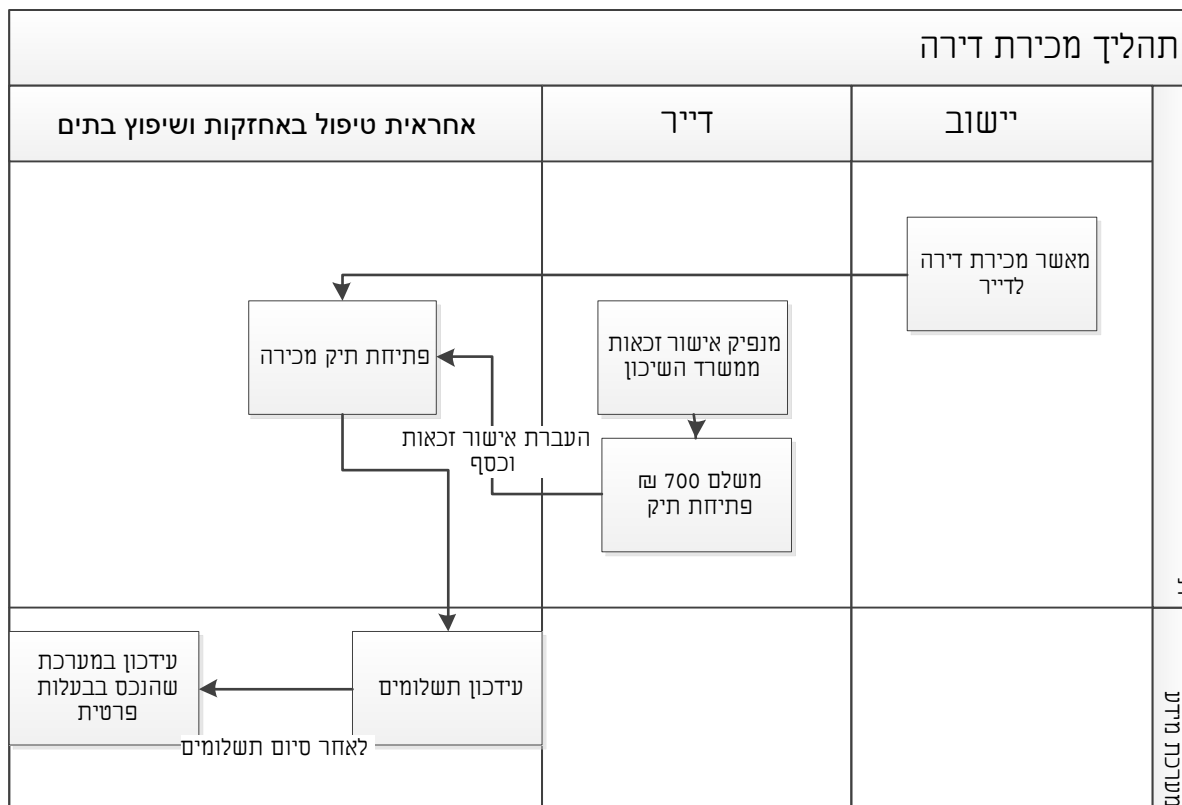 תהליך מכירת דירה
יישוב
דייר
אחראית טיפול באחזקות ושיפוץ בתים
מאשר מכירת דירה
לדייר
מנפיק אישור זכאות
ממשרד השיכון
פתיחת תיק מכירה
העברת אישור זכאות
וכסף
משלם 700 ₪
פתיחת תיק
עידכון תשלומים
עידכון במערכת
שהנכס בבעלות
פרטית
לאחר סיום תשלומים
מערכת מידע